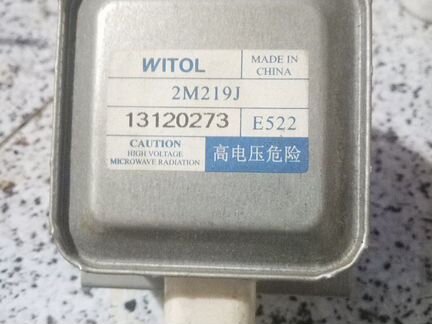 WITOL
MADE IN
CHINA
2M219J
13120273
E522
CAUTION
HIGH VOLTAGE
MICROWAVE RADIATION
高电压危险